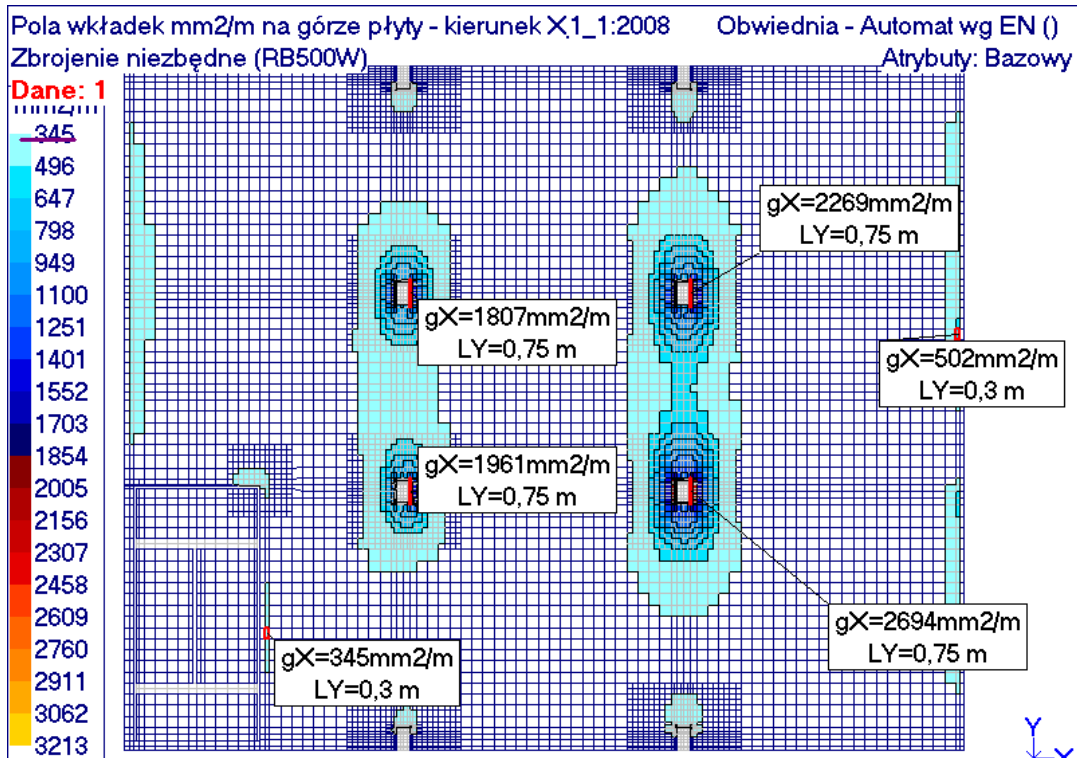 Pola wkładek mm2/m na górze płyty - kierunek X,1_1:2008 Obwiednia - Automat wg EN ()
Zbrojenie niezbędne (RB500W) Atrybuty: Bazowy
Dane: 1
mm2/m
345
496
647
798
949
1100
1251
1401
1552
1703
1854
2005
2156
2307
2458
2609
2760
2911
3062
3213
gX=2269mm2/m
LY=0,75 m
gX=1807mm2/m
LY=0,75 m
gX=502mm2/m
LY=0,3 m
gX=1961mm2/m
LY=0,75 m
gX=2694mm2/m
LY=0,75 m
gX=345mm2/m
LY=0,3 m
Y
X